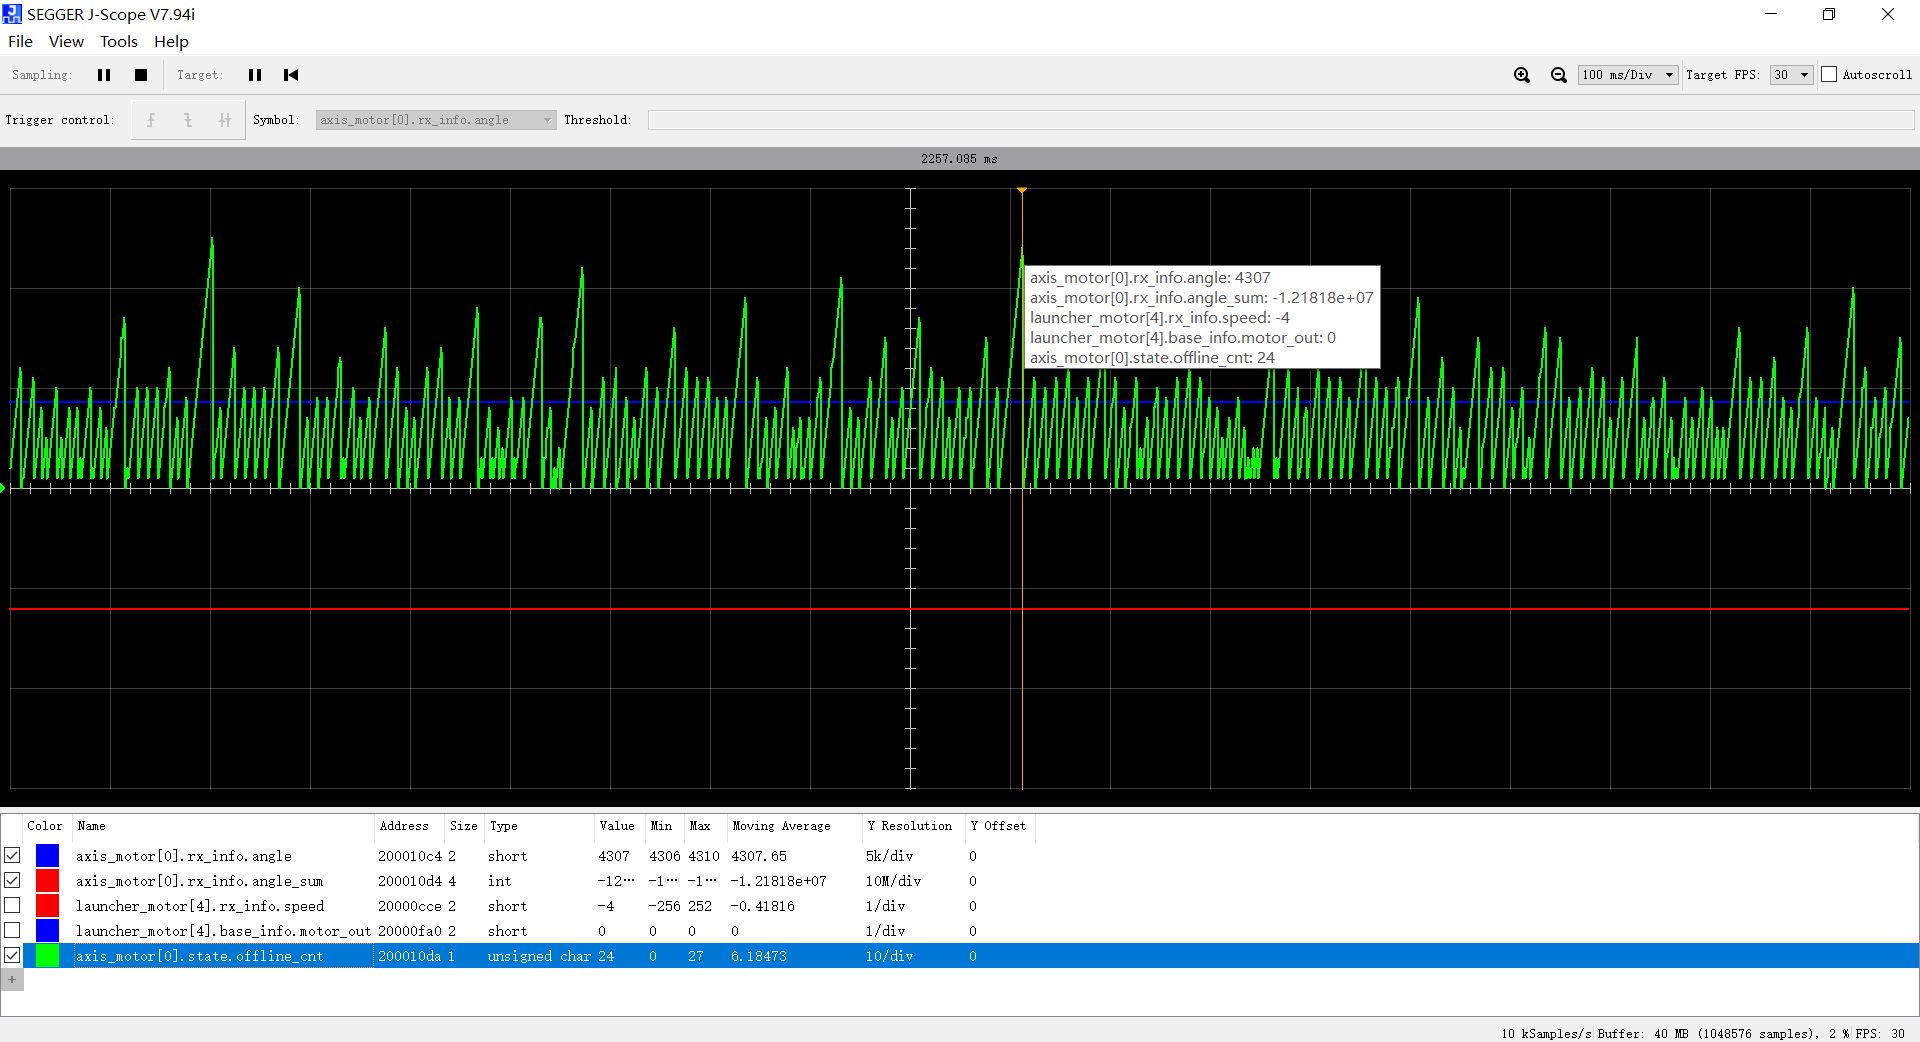 SEGGER J-Scope V7.94i
File View Tools Help
Sampling: Target: 100 ms/Div Target FPS: 30 Autoscroll
Trigger control: Symbol: axis_motor[0].rx_info.angle Threshold:
2257.085 ms
axis_motor[0].rx_info.angle: 4307
axis_motor[0].rx_info.angle_sum: -1.21818e+07
launcher_motor[4].rx_info.speed: -4
launcher_motor[4].base_info.motor_out: 0
axis_motor[0].state.offline_cnt: 24
Color Name Address Size Type Value Min Max Moving Average Y Resolution Y Offset
axis_motor[0].rx_info.angle 200010c4 2 short 4307 4306 4310 4307.65 5k/div 0
axis_motor[0].rx_info.angle_sum 200010d4 4 int -12… -1… -1… -1.21818e+07 10M/div 0
launcher_motor[4].rx_info.speed 20000cce 2 short -4 -256 252 -0.41816 1/div 0
launcher_motor[4].base_info.motor_out 20000fa0 2 short 0 0 0 0 1/div 0
axis_motor[0].state.offline_cnt 200010da 1 unsigned char 24 0 27 6.18473 10/div 0
+
10 kSamples/s Buffer: 40 MB (1048576 samples), 2 % FPS: 30